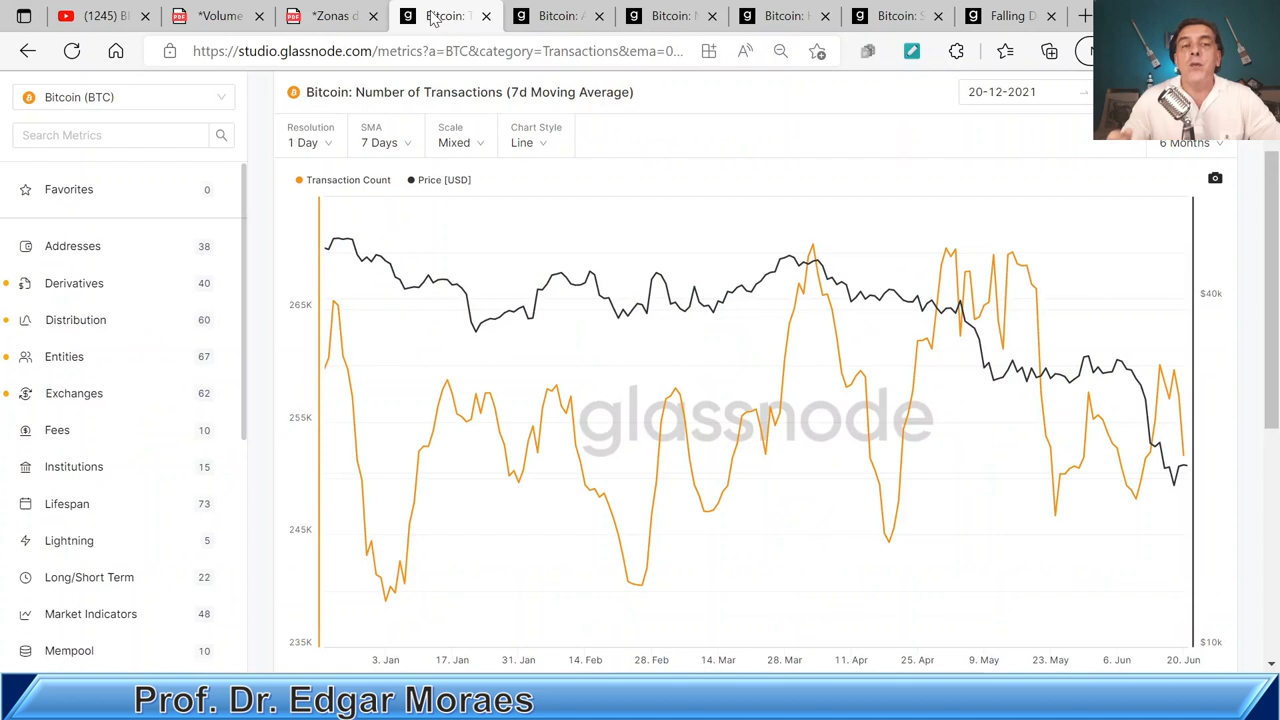 (1245) B
*Volume
*Zonas d
Bitcoin: T
Bitcoin: A
Bitcoin: N
Bitcoin: H
Bitcoin: S
Falling D
https://studio.glassnode.com/metrics?a=BTC&category=Transactions&ema=0...
Bitcoin (BTC)
Search Metrics
Favorites 0
Addresses 38
Derivatives 40
Distribution 60
Entities 67
Exchanges 62
Fees 10
Institutions 15
Lifespan 73
Lightning 5
Long/Short Term 22
Market Indicators 48
Mempool 10
Bitcoin: Number of Transactions (7d Moving Average)
20-12-2021
Resolution
1 Day
SMA
7 Days
Scale
Mixed
Chart Style
Line
6 Months
Transaction Count
Price [USD]
265K
255K
245K
235K
$40k
$10k
glassnode
3. Jan 17. Jan 31. Jan 14. Feb 28. Feb 14. Mar 28. Mar 11. Apr 25. Apr 9. May 23. May 6. Jun 20. Jun
Prof. Dr. Edgar Moraes